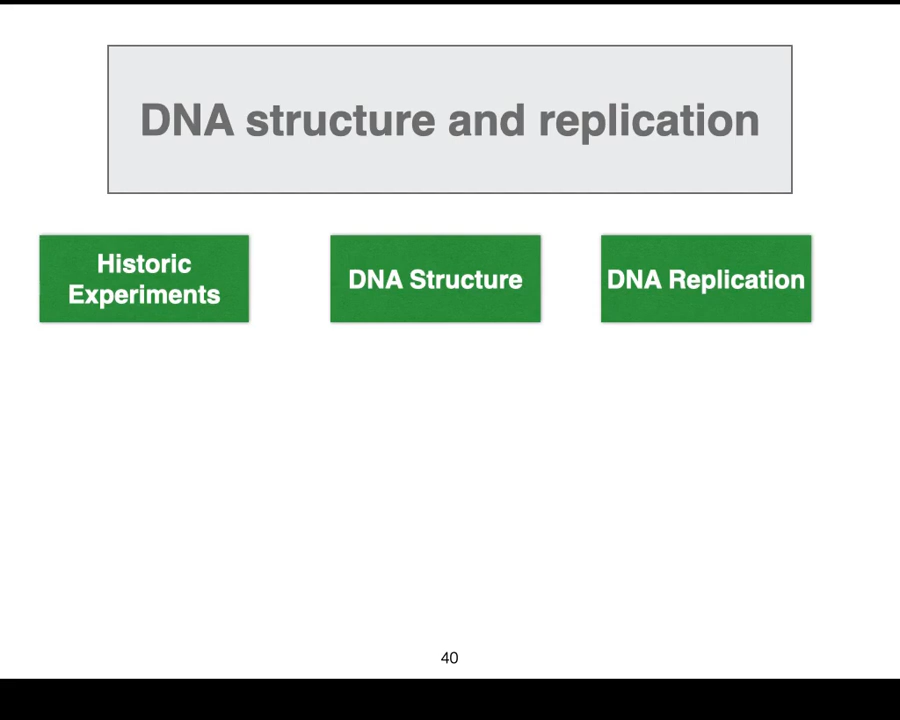 DNA structure and replication
Historic
Experiments
DNA Structure
DNA Replication
40